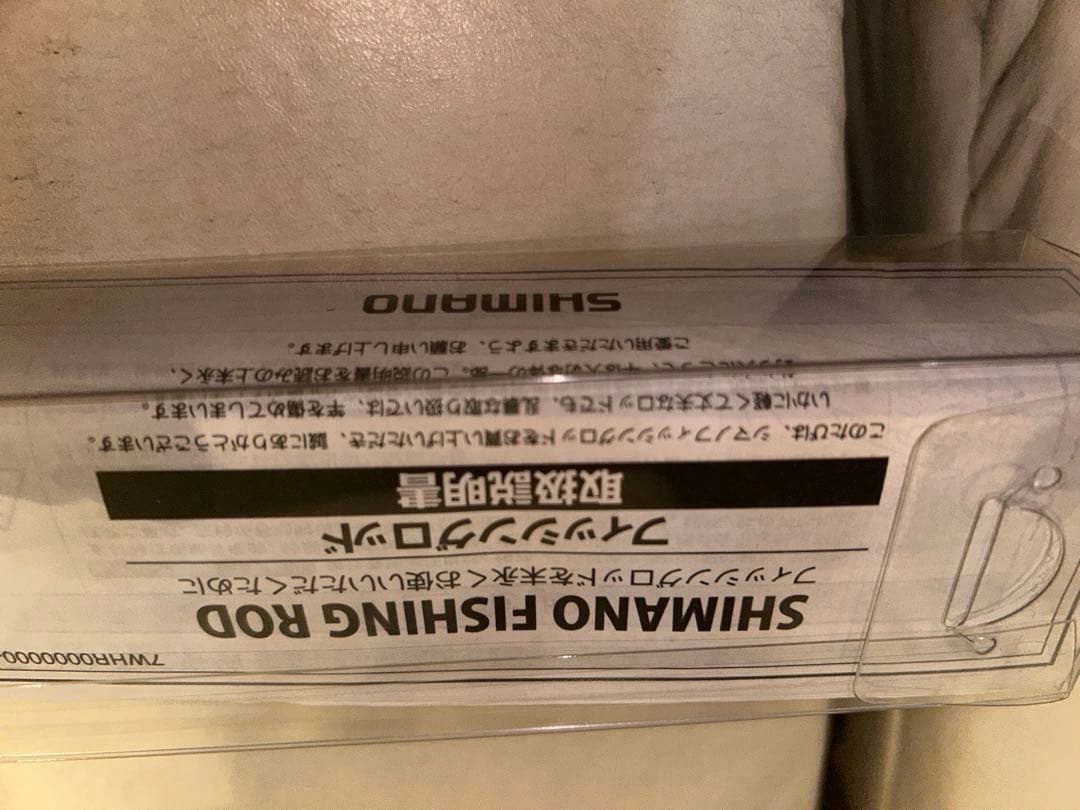 7WHR0000000
SHIMANO FISHING ROD
フィッシングロッドを末永くお使いいただくために
フィッシングロッド
取扱説明書
このたびは、シマノフィッシングロッドをお買い上げいただき、誠にありがとうございます。
いかに軽くて丈夫なロッドでも、乱暴な取り扱いでは、竿を傷めてしまいます。
一部。この説明書をお読みの上末永く、
ご愛用いただきますよう、お願い申し上げます。
SHIMANO